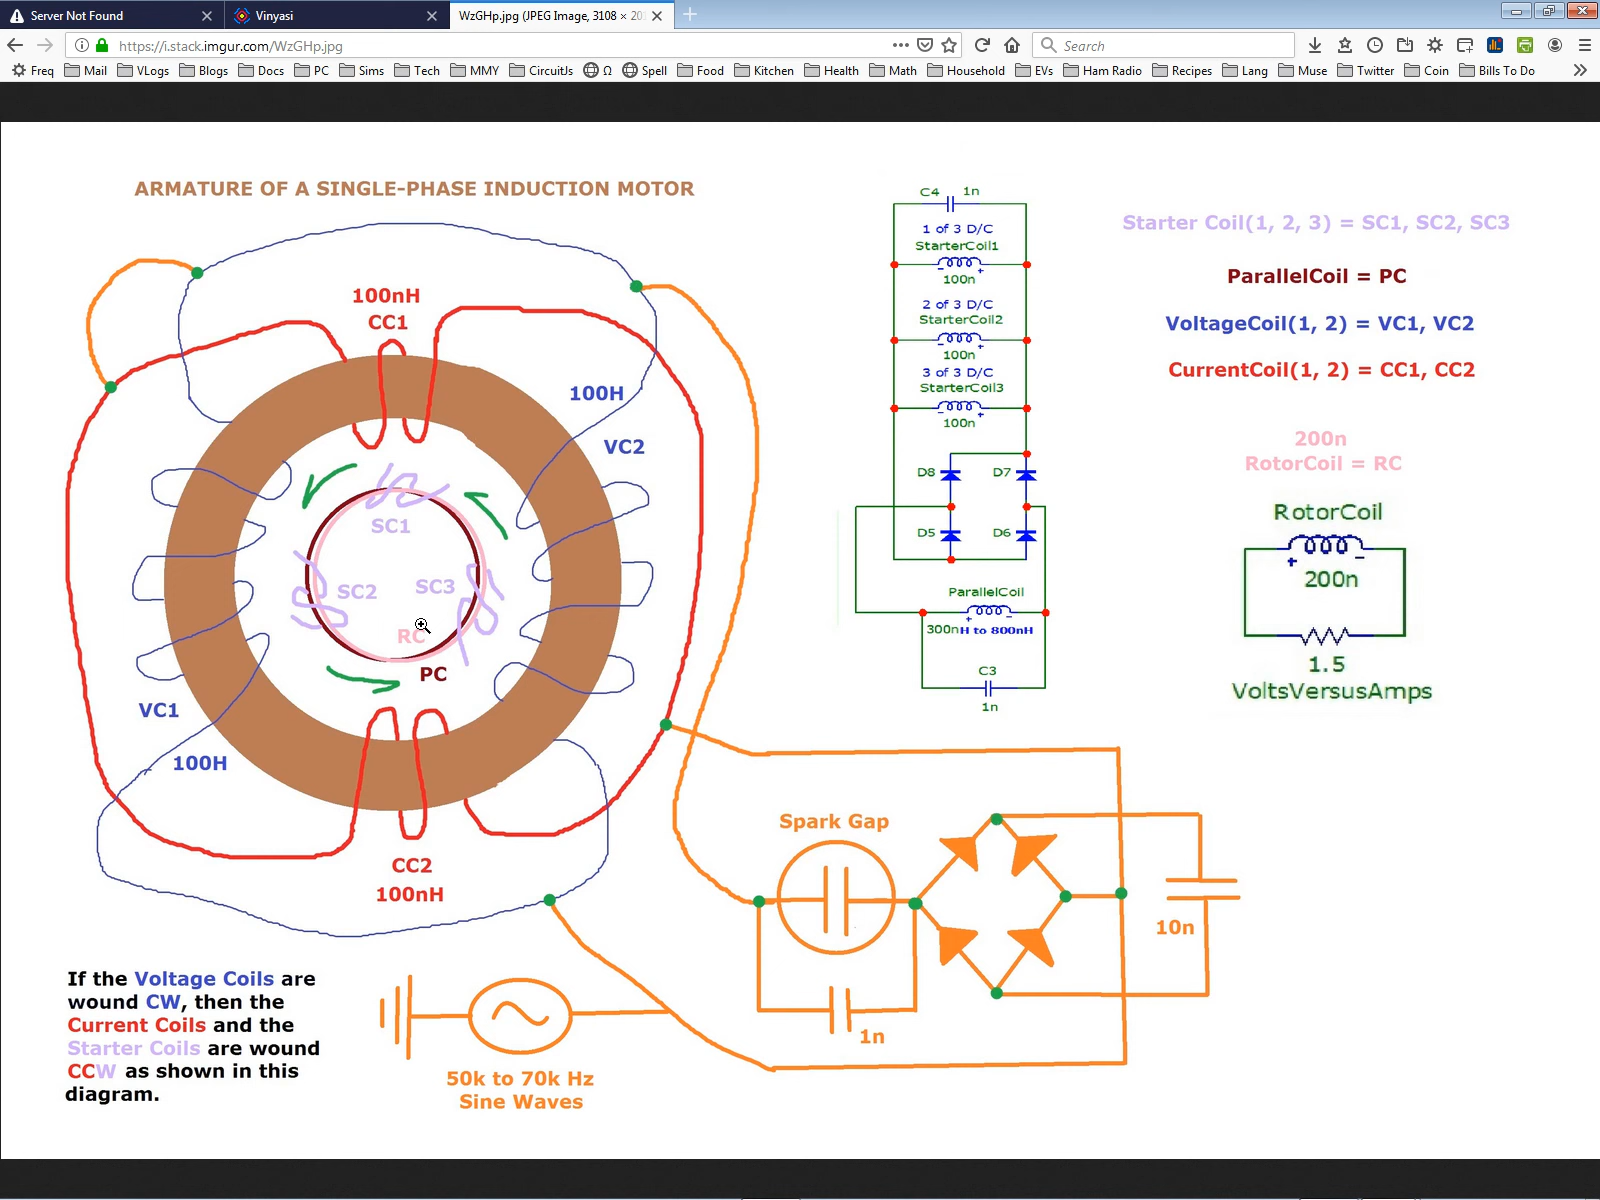 Server Not Found
Vinyasi
WzGHp.jpg (JPEG Image, 3108 × 20
https://i.stack.imgur.com/WzGHp.jpg
Search
Freq Mail VLogs Blogs Docs PC Sims Tech MMY CircuitJs Ω Spell Food Kitchen Health Math Household EVs Ham Radio Recipes Lang Muse Twitter Coin Bills To Do
ARMATURE OF A SINGLE-PHASE INDUCTION MOTOR
100nH
CC1
100H
VC2
SC1
SC2
SC3
RC
PC
VC1
100H
CC2
100nH
If the Voltage Coils are
wound CW, then the
Current Coils and the
Starter Coils are wound
CCW as shown in this
diagram.
50k to 70k Hz
Sine Waves
Spark Gap
1n
10n
C4 1n
1 of 3 D/C
StarterCoil1
100n
2 of 3 D/C
StarterCoil2
100n
3 of 3 D/C
StarterCoil3
100n
D8 D7
D5 D6
ParallelCoil
300nH to 800nH
C3
1n
Starter Coil(1, 2, 3) = SC1, SC2, SC3
ParallelCoil = PC
VoltageCoil(1, 2) = VC1, VC2
CurrentCoil(1, 2) = CC1, CC2
200n
RotorCoil = RC
RotorCoil
200n
1.5
VoltsVersusAmps